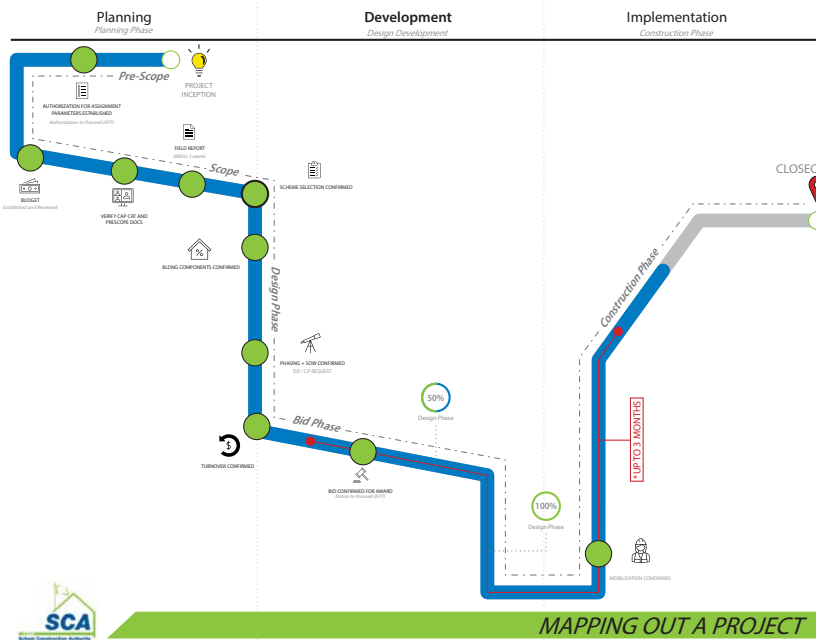 Planning
Planning Phase
Development
Design Development
Implementation
Construction Phase
Pre-Scope
PROJECT
INCEPTION
AUTHORIZATION FOR ASSIGNMENT
PARAMETERS ESTABLISHED
Authorization to Proceed (ATP)
FIELD REPORT
Within 2 weeks
Scope
SCHEME SELECTION CONFIRMED
CLOSEO
BUDGET
Established and Reviewed
VERIFY CAP CAT AND
PRESCOPE DOCS
BLDNG COMPONENTS CONFIRMED
Design Phase
Construction Phase
PHASING + SOW CONFIRMED
DD / CP REQUEST
50%
Design Phase
Bid Phase
$
TURNOVER CONFIRMED
* UP TO 3 MONTHS
BID CONFIRMED FOR AWARD
Notice to Proceed (NTP)
100%
Design Phase
MOBILIZATION CONFIRMED
SCA
School Construction Authority
MAPPING OUT A PROJECT